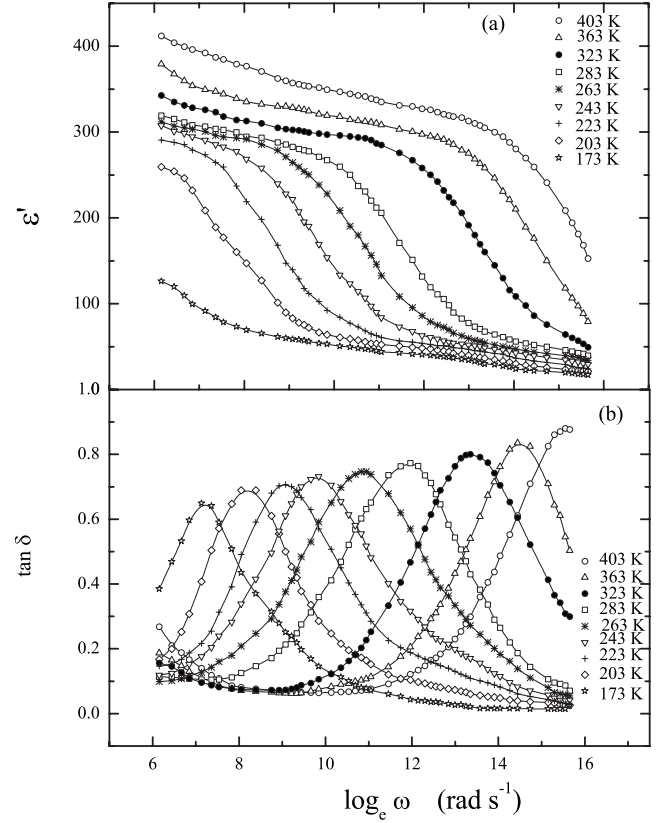 (a)
403 K
363 K
323 K
283 K
263 K
243 K
223 K
203 K
173 K
400
300
200
100
ε'
1.0
(b)
0.8
0.6
0.4
0.2
0.0
tan δ
403 K
363 K
323 K
283 K
263 K
243 K
223 K
203 K
173 K
6 8 10 12 14 16
logₑ ω (rad s⁻¹)